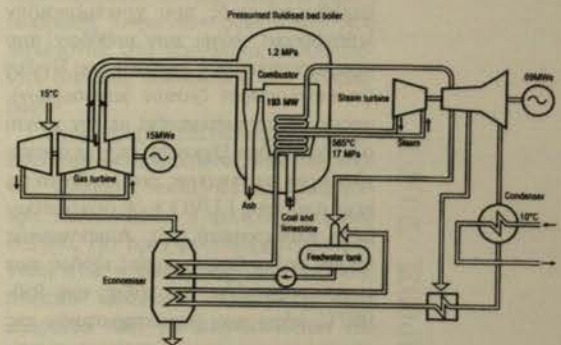 Pressurised fluidised bed boiler
1.2 MPa
Combustor
193 MW
15°C
15MWe
Gas turbine
Steam turbine
69MWe
565°C
17 MPa
Steam
Ash
Coal and
limestone
Condenser
10°C
Feedwater tank
Economiser